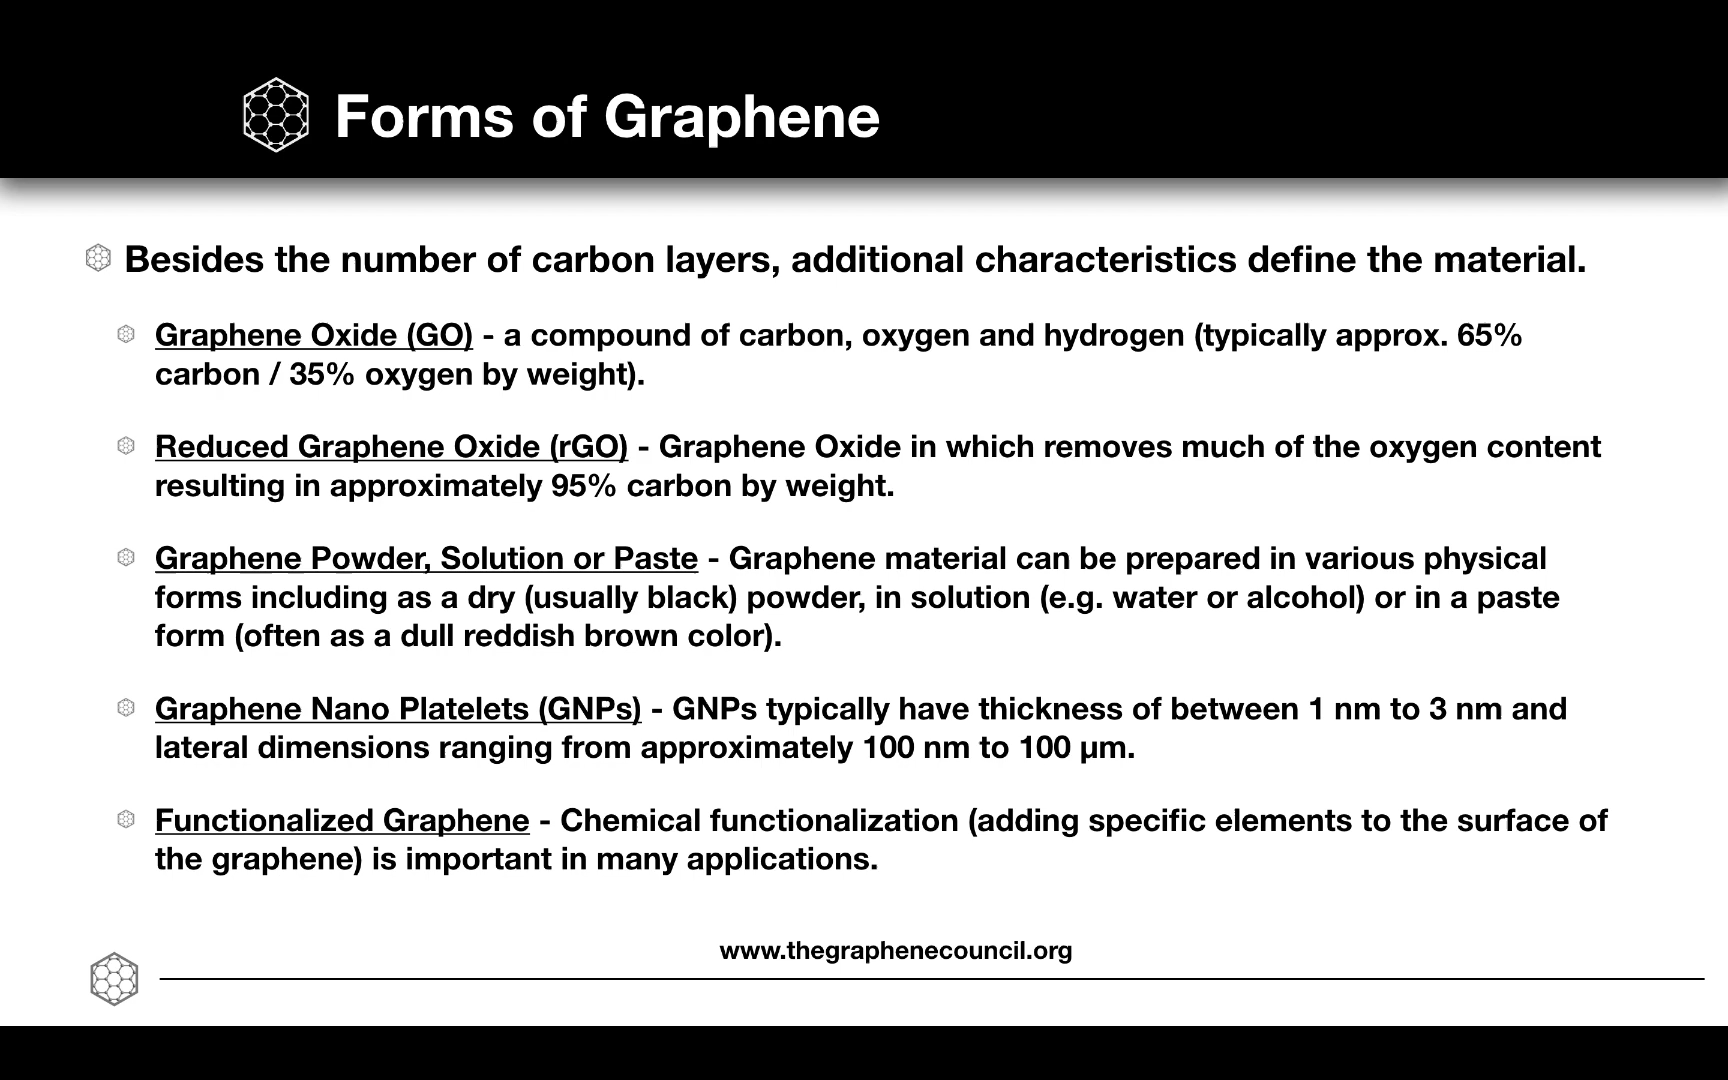 Forms of Graphene
Besides the number of carbon layers, additional characteristics define the material.
Graphene Oxide (GO) - a compound of carbon, oxygen and hydrogen (typically approx. 65%
carbon / 35% oxygen by weight).
Reduced Graphene Oxide (rGO) - Graphene Oxide in which removes much of the oxygen content
resulting in approximately 95% carbon by weight.
Graphene Powder, Solution or Paste - Graphene material can be prepared in various physical
forms including as a dry (usually black) powder, in solution (e.g. water or alcohol) or in a paste
form (often as a dull reddish brown color).
Graphene Nano Platelets (GNPs) - GNPs typically have thickness of between 1 nm to 3 nm and
lateral dimensions ranging from approximately 100 nm to 100 µm.
Functionalized Graphene - Chemical functionalization (adding specific elements to the surface of
the graphene) is important in many applications.
www.thegraphenecouncil.org